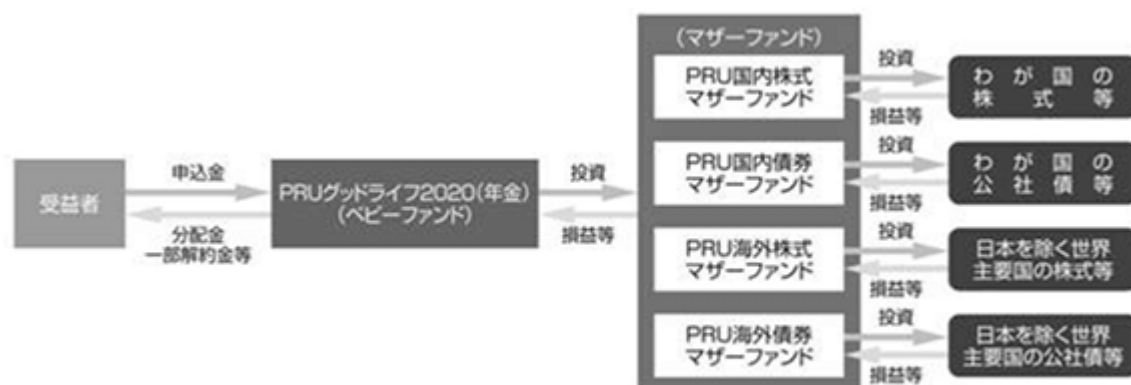 受益者
申込金
分配金
一部解約金等
PRUグッドライフ2020(年金)
(ベビーファンド)
投資
損益等
(マザーファンド)
PRU国内株式
マザーファンド
投資
損益等
わが国の
株式等
PRU国内債券
マザーファンド
投資
損益等
わが国の
公社債等
PRU海外株式
マザーファンド
投資
損益等
日本を除く世界
主要国の株式等
PRU海外債券
マザーファンド
投資
損益等
日本を除く世界
主要国の公社債等